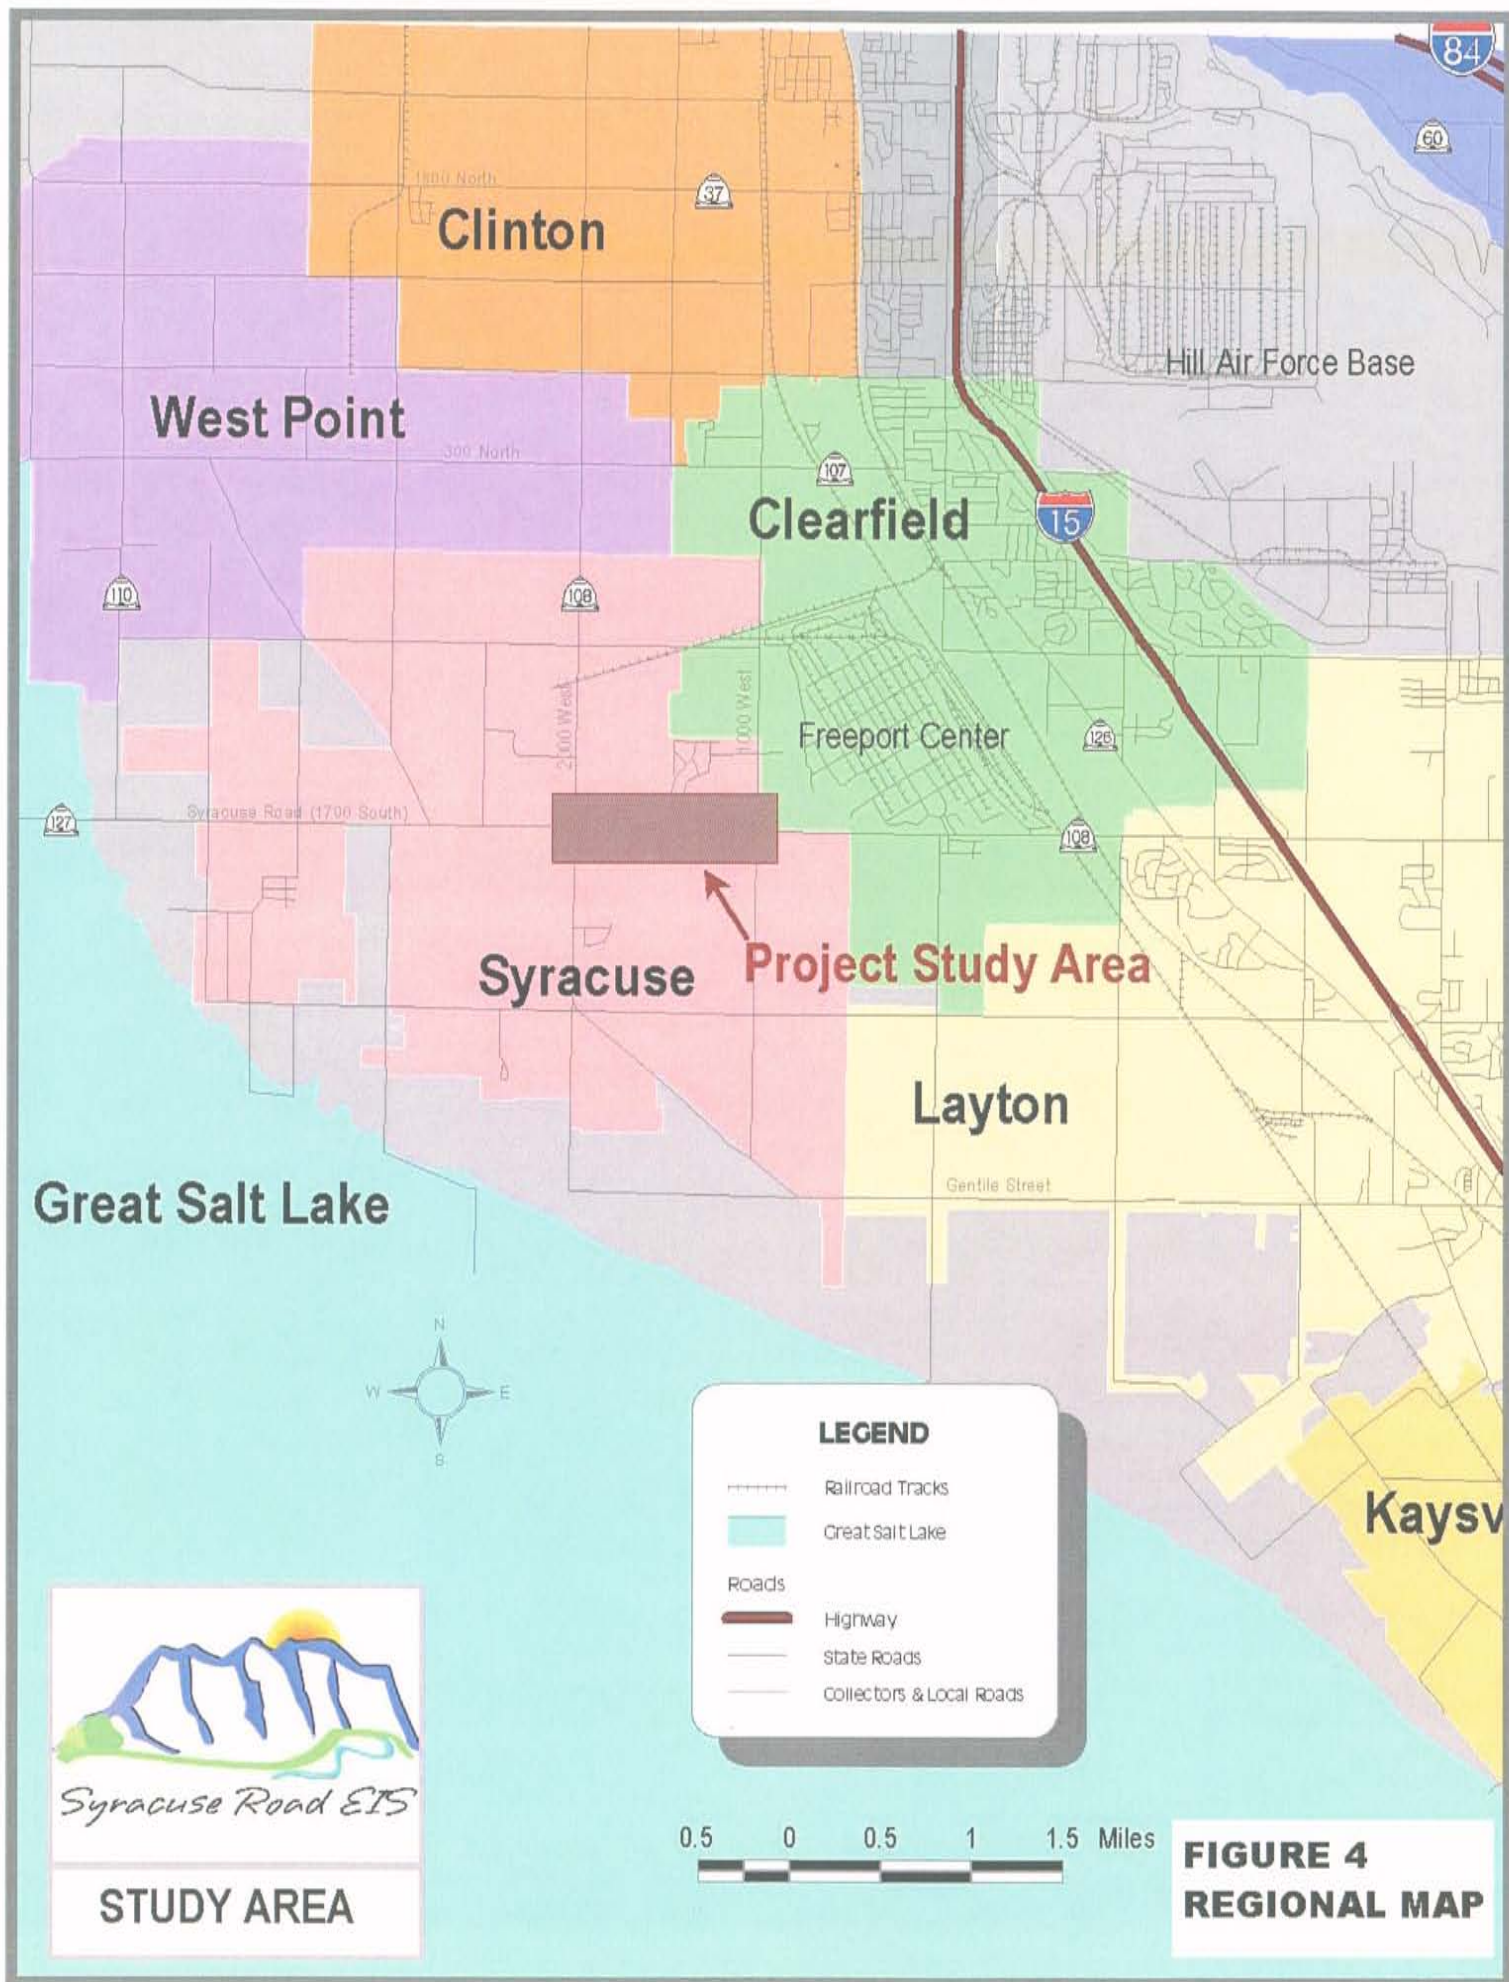 84
60
1800 North
37
Clinton
Hill Air Force Base
West Point
300 North
107
Clearfield
15
110
108
2000 West
1000 West
Freeport Center
126
127
Syracuse Road (1700 South)
108
Syracuse
Project Study Area
Layton
Gentile Street
Great Salt Lake
N
W
E
S
LEGEND
Railroad Tracks
Great Salt Lake
Roads
Highway
State Roads
Collectors & Local Roads
Kaysv
Syracuse Road EIS
STUDY AREA
0.5 0 0.5 1 1.5 Miles
FIGURE 4
REGIONAL MAP